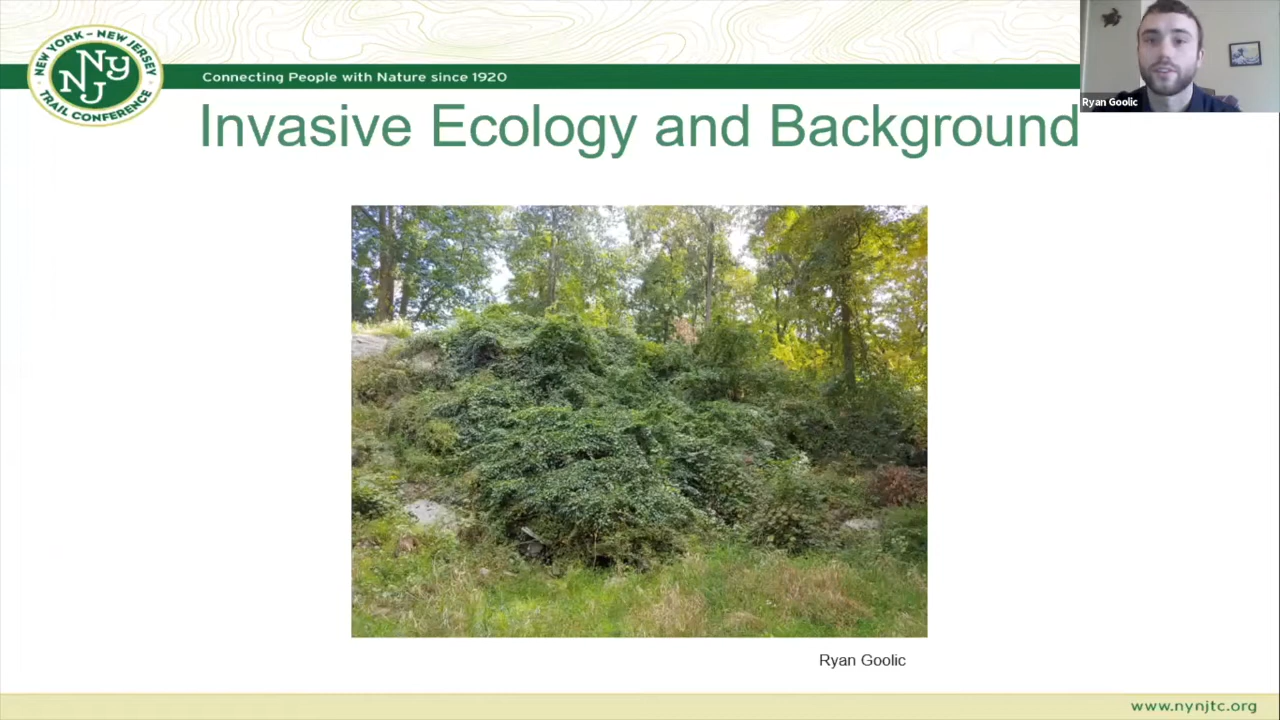 NEW YORK – NEW JERSEY
NY
NJ
TRAIL CONFERENCE
Connecting People with Nature since 1920
Ryan Goolic
Invasive Ecology and Background
Ryan Goolic
www.nynjtc.org